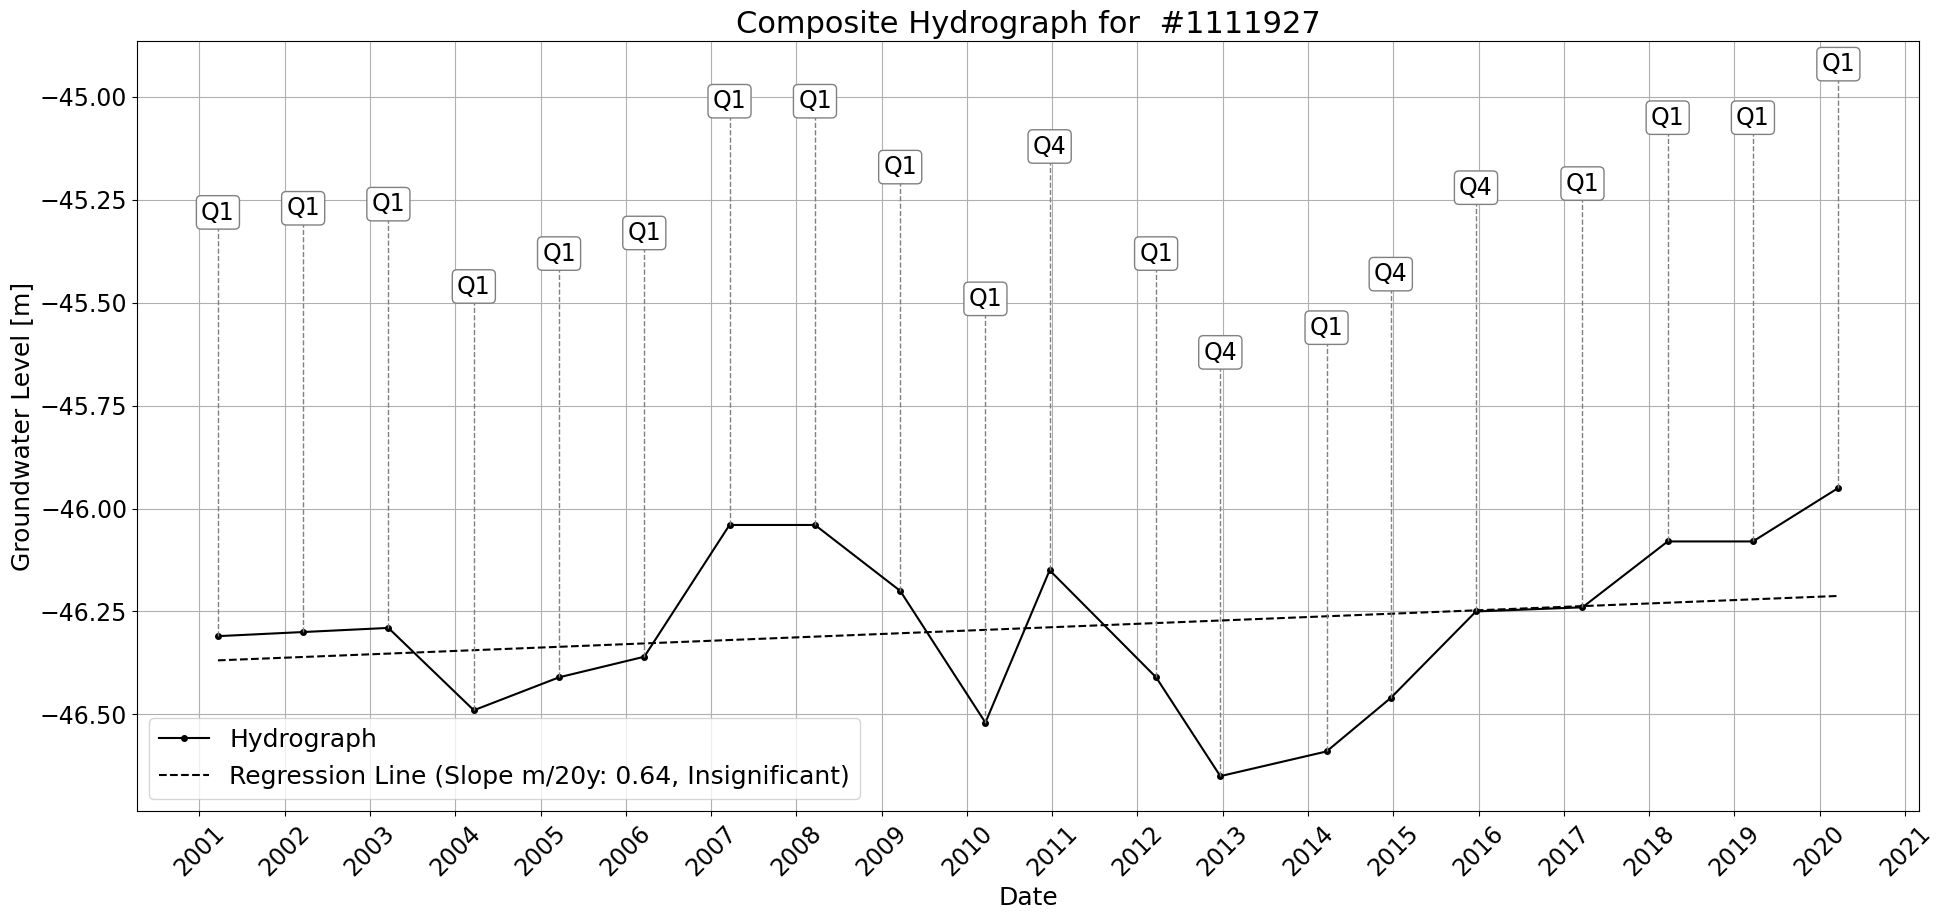 Composite Hydrograph for  #1111927
Groundwater Level [m]
−45.00
−45.25
−45.50
−45.75
−46.00
−46.25
−46.50
Q1
Q1
Q1
Q1
Q1
Q1
Q1
Q1
Q1
Q1
Q4
Q1
Q4
Q1
Q4
Q4
Q1
Q1
Q1
Q1
Hydrograph
Regression Line (Slope m/20y: 0.64, Insignificant)
2001
2002
2003
2004
2005
2006
2007
2008
2009
2010
2011
2012
2013
2014
2015
2016
2017
2018
2019
2020
2021
Date